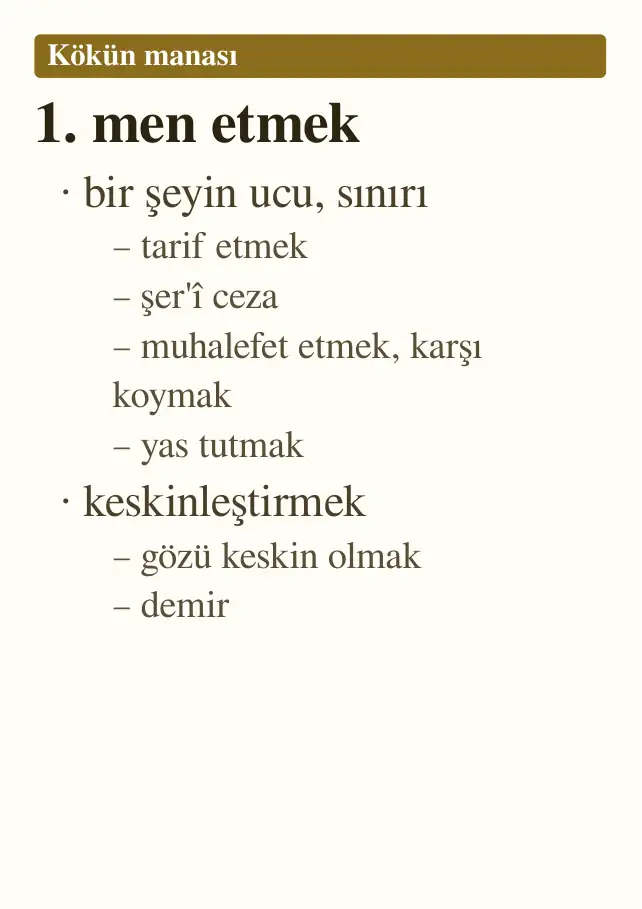 Kökün manası
1. men etmek
· bir şeyin ucu, sınırı
– tarif etmek
– şer'î ceza
– muhalefet etmek, karşı
koymak
– yas tutmak
· keskinleştirmek
– gözü keskin olmak
– demir